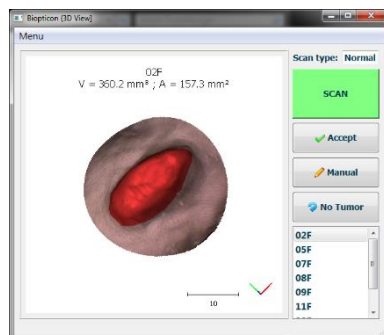 Biopticon [3D View]
Menu
02F
V = 360.2 mm³ ; A = 157.3 mm²
10
Scan type: Normal
SCAN
Accept
Manual
No Tumor
02F
05F
07F
08F
09F
11F